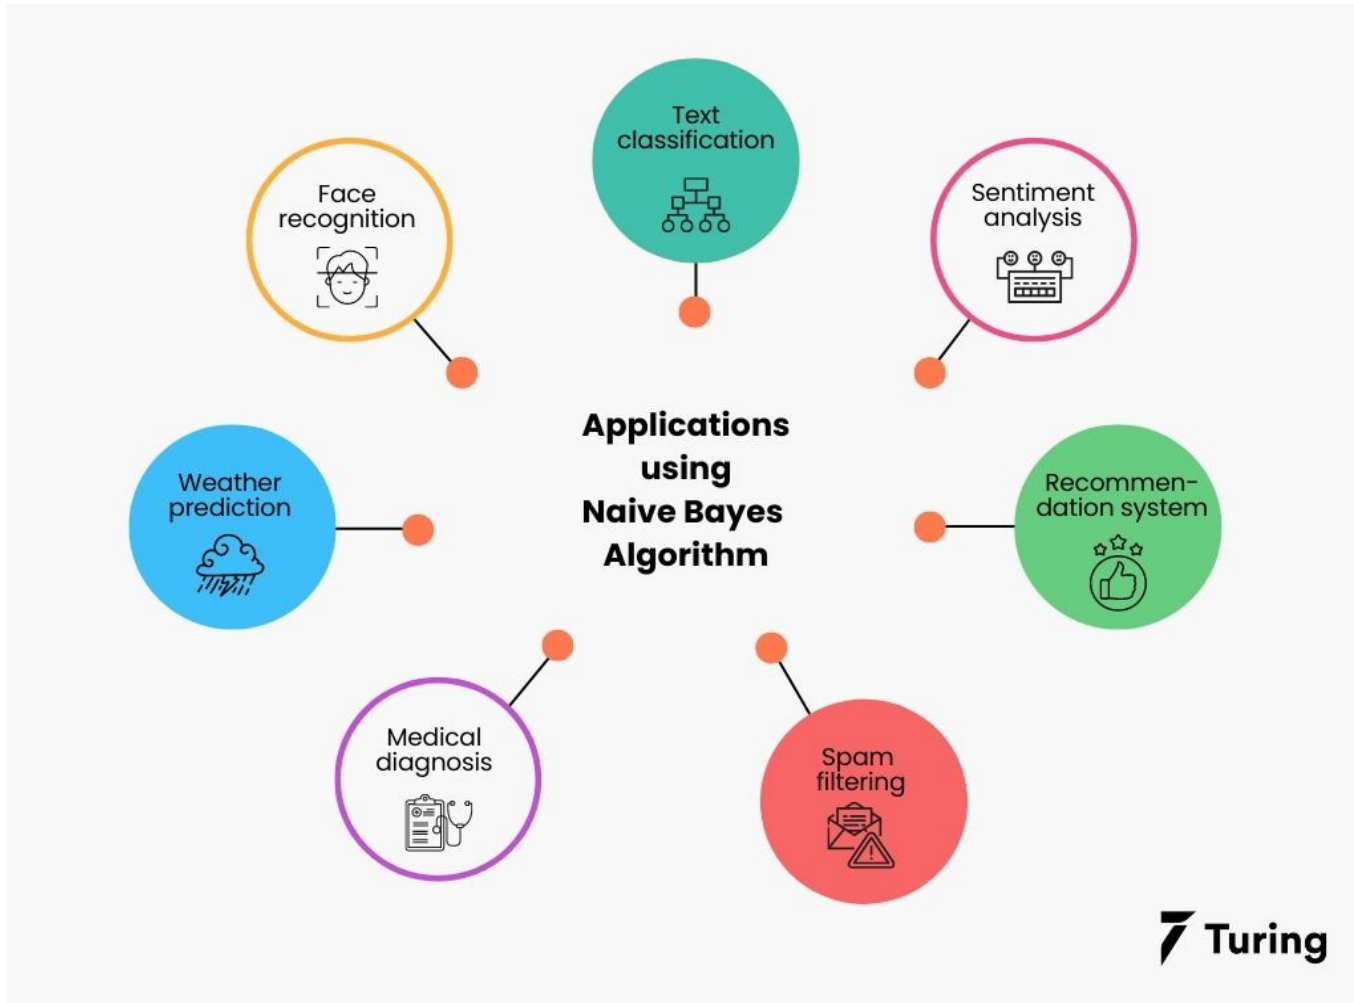 Text
classification
Face
recognition
Sentiment
analysis
Applications
using
Naive Bayes
Algorithm
Weather
prediction
Recommen-
dation system
Medical
diagnosis
Spam
filtering
Turing